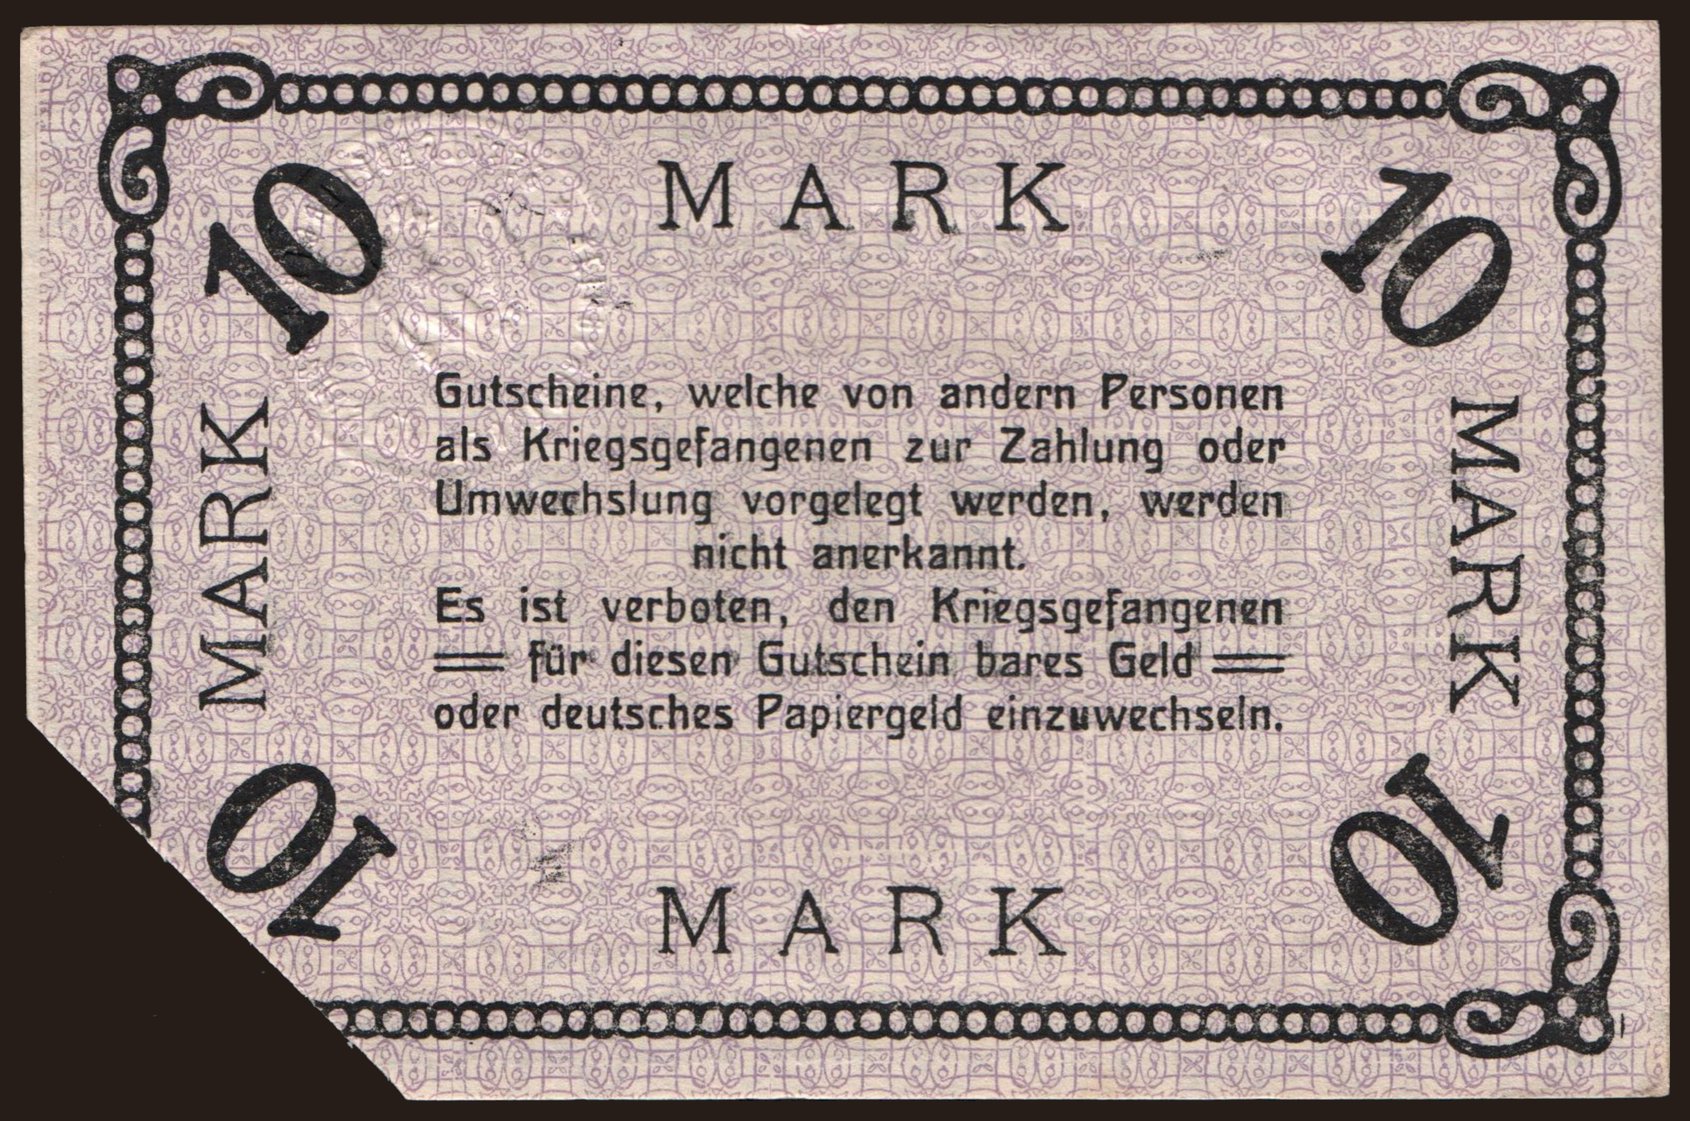 10 MARK 10
MARK
MARK
Gutscheine, welche von andern Personen
als Kriegsgefangenen zur Zahlung oder
Umwechslung vorgelegt werden, werden
nicht anerkannt.
Es ist verboten, den Kriegsgefangenen
für diesen Gutschein bares Geld
oder deutsches Papiergeld einzuwechseln.
10 MARK 10